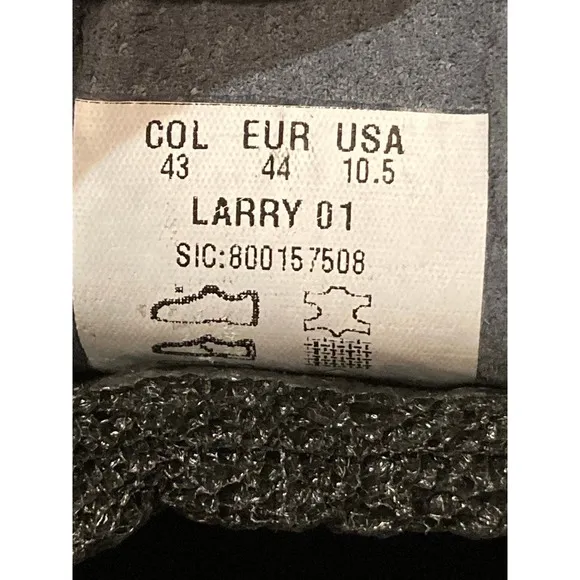 COL EUR USA
43 44 10.5
LARRY 01
SIC:800157508